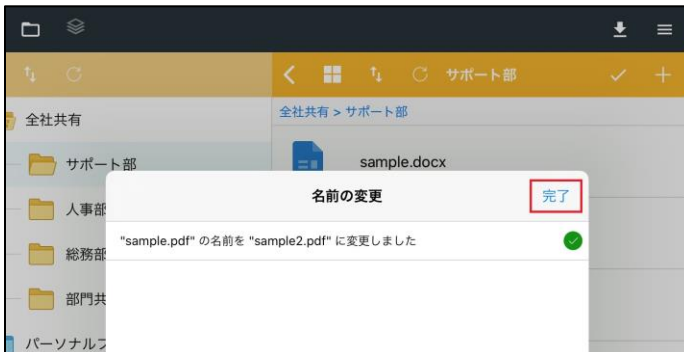 サポート部
全社共有
全社共有 > サポート部
サポート部
sample.docx
人事部
名前の変更
完了
"sample.pdf" の名前を "sample2.pdf" に変更しました
総務部
部門共
パーソナルフ